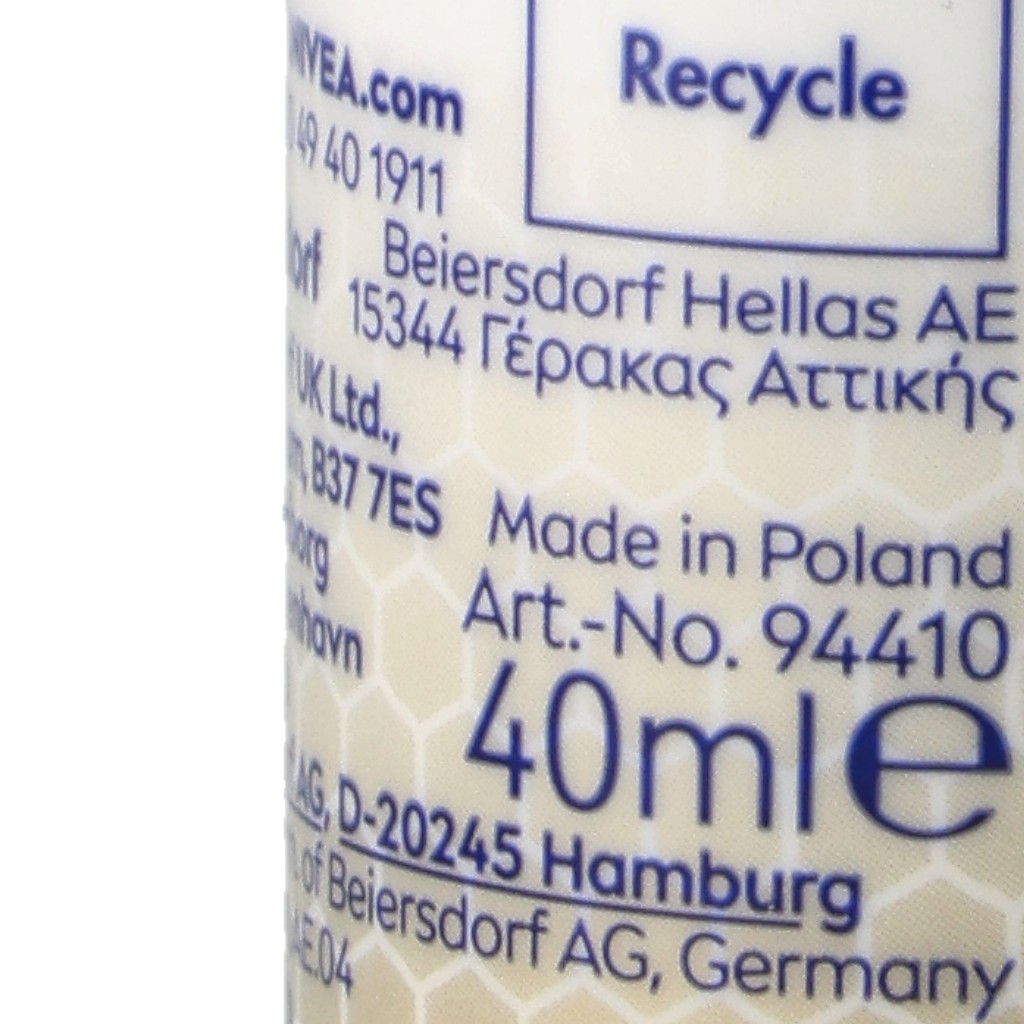 Recycle
NIVEA.com
49 40 1911
Beiersdorf Hellas AE
15344 Γέρακας Αττικής
UK Ltd.,
B37 7ES
Made in Poland
Art.-No. 94410
40ml e
AG, D-20245 Hamburg
of Beiersdorf AG, Germany